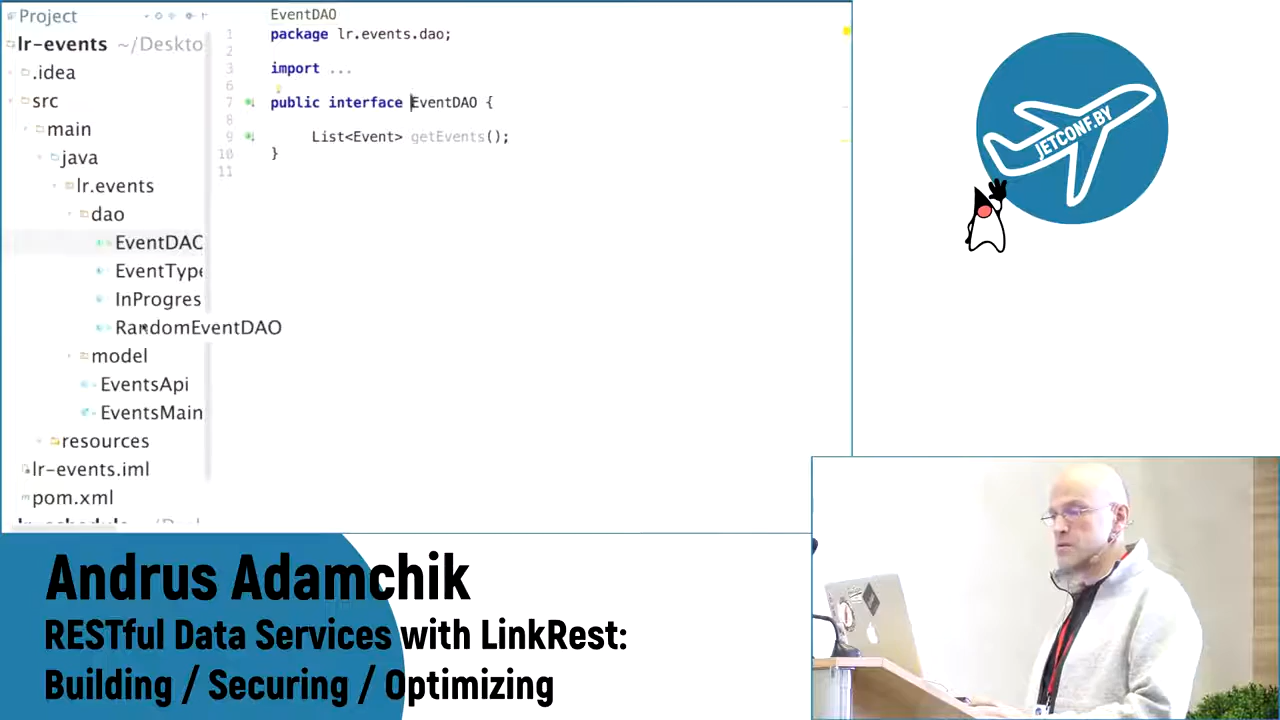 Project
lr-events ~/Deskto
.idea
src
main
java
lr.events
dao
EventDAO
EventType
InProgres
RandomEventDAO
model
EventsApi
EventsMain
resources
lr-events.iml
pom.xml
EventDAO
1 package lr.events.dao;
2
3 import ...
6
7 public interface EventDAO {
8
9 List<Event> getEvents();
10 }
11
JETCONF.BY
Andrus Adamchik
RESTful Data Services with LinkRest:
Building / Securing / Optimizing